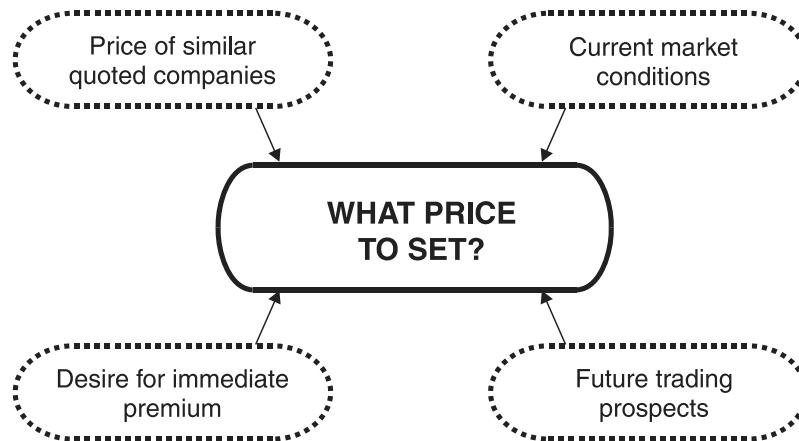 Price of similar
quoted companies
Current market
conditions
WHAT PRICE
TO SET?
Desire for immediate
premium
Future trading
prospects